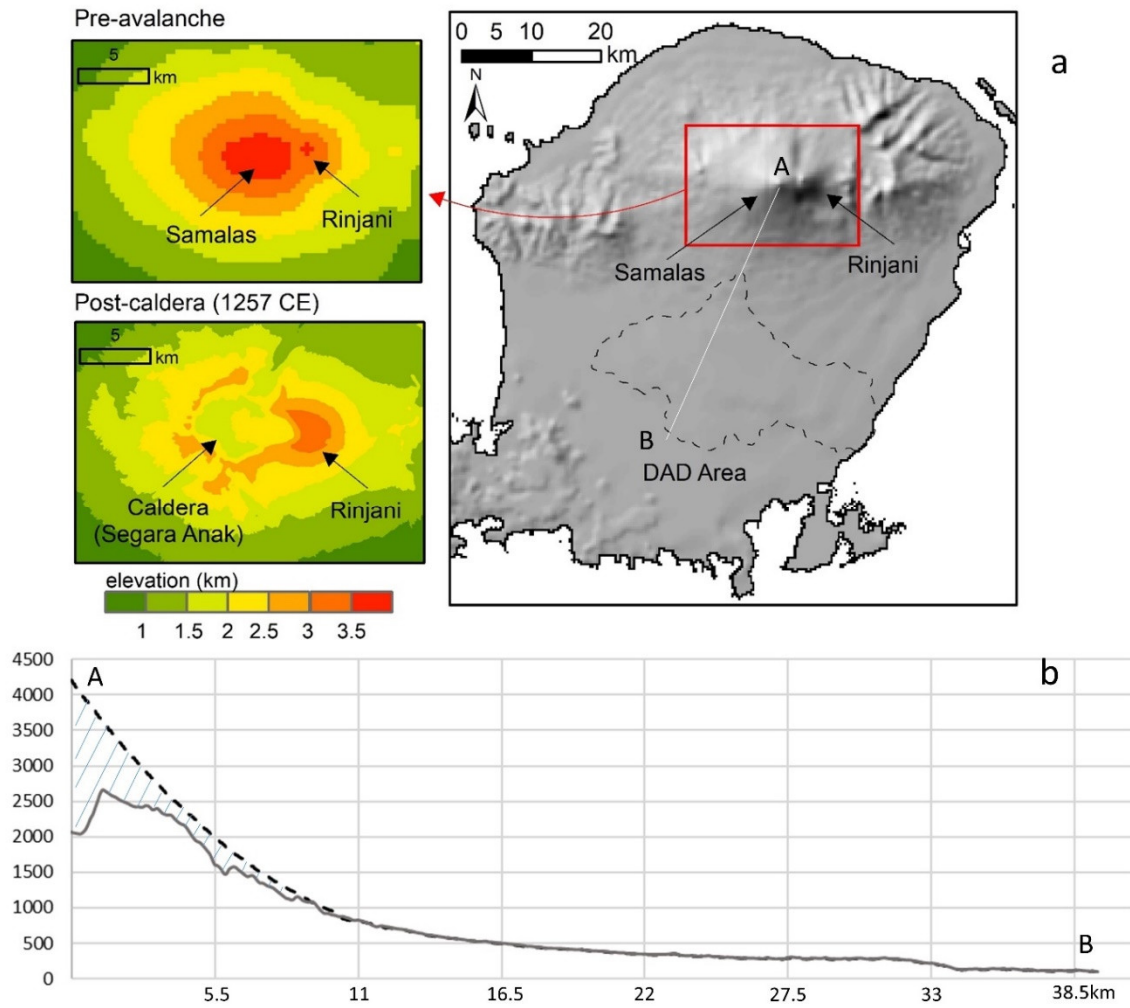 Pre-avalanche
5
km
Samalas
Rinjani
Post-caldera (1257 CE)
5
km
Caldera
(Segara Anak)
Rinjani
elevation (km)
1 1.5 2 2.5 3 3.5
0 5 10 20
km
N
a
A
Samalas
Rinjani
B
DAD Area
b
4500
4000
3500
3000
2500
2000
1500
1000
500
0
A
B
5.5 11 16.5 22 27.5 33 38.5km